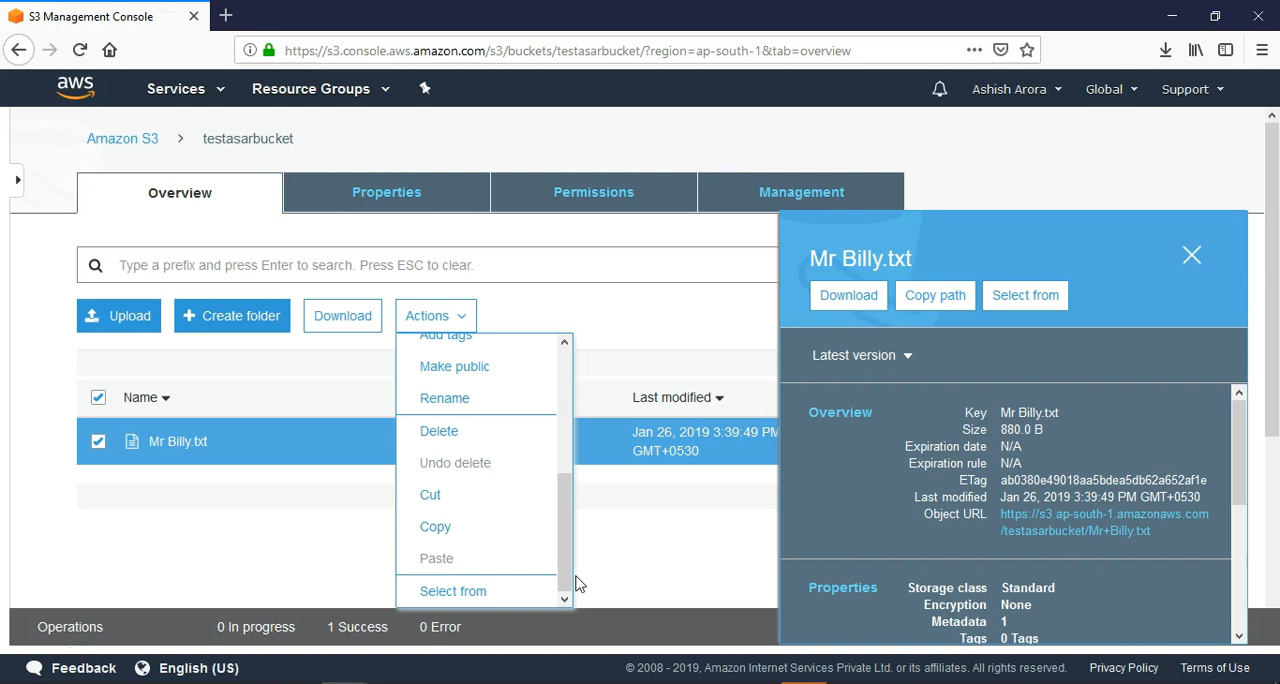 S3 Management Console
https://s3.console.aws.amazon.com/s3/buckets/testasarbucket/?region=ap-south-1&tab=overview
aws
Services
Resource Groups
Ashish Arora
Global
Support
Amazon S3 > testasarbucket
Overview
Properties
Permissions
Management
Type a prefix and press Enter to search. Press ESC to clear.
Upload
+ Create folder
Download
Actions
Add tags
Make public
Rename
Delete
Undo delete
Cut
Copy
Paste
Select from
Name
Last modified
Mr Billy.txt
Jan 26, 2019 3:39:49 PM
GMT+0530
Mr Billy.txt
Download
Copy path
Select from
Latest version
Overview
Key Mr Billy.txt
Size 880.0 B
Expiration date N/A
Expiration rule N/A
ETag ab0380e49018aa5bdea5db62a652af1e
Last modified Jan 26, 2019 3:39:49 PM GMT+0530
Object URL https://s3.ap-south-1.amazonaws.com
/testasarbucket/Mr+Billy.txt
Properties
Storage class Standard
Encryption None
Metadata 1
Tags 0 Tags
Operations
0 In progress
1 Success
0 Error
Feedback
English (US)
© 2008 - 2019, Amazon Internet Services Private Ltd. or its affiliates. All rights reserved.
Privacy Policy
Terms of Use